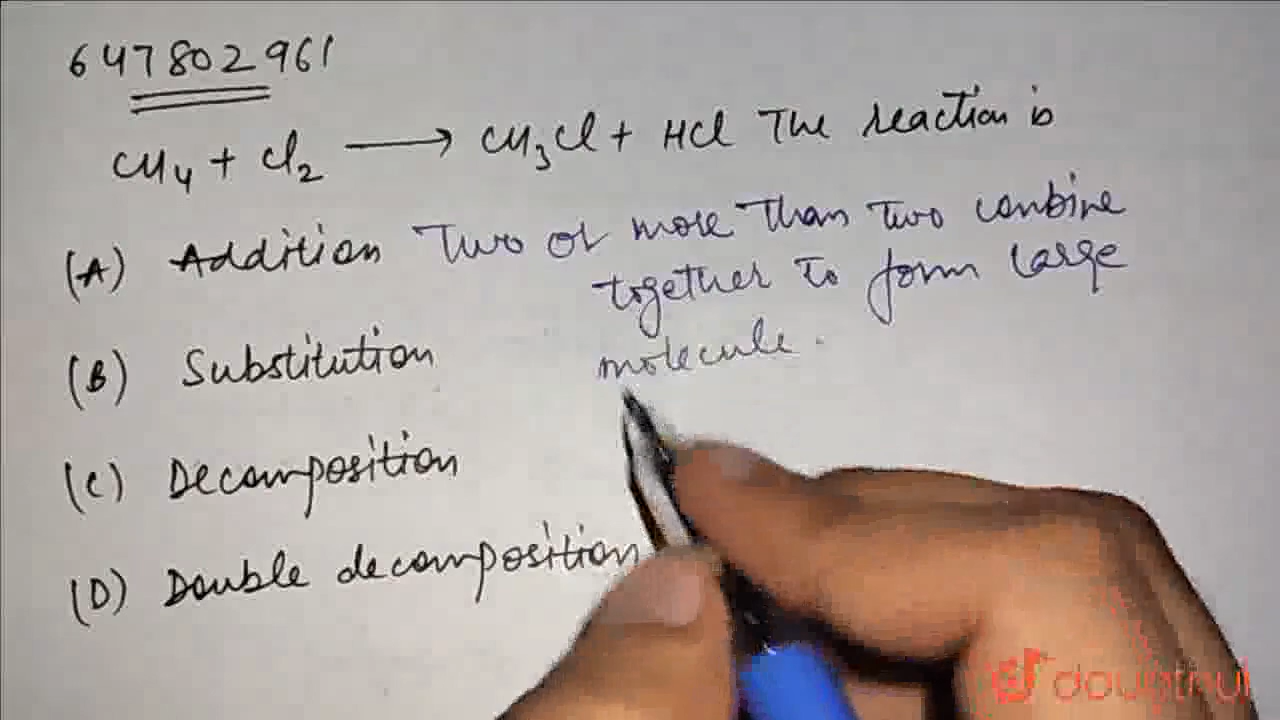 647802961
CH4 + Cl2 → CH3Cl + HCl The reaction is
(A) Addition Two or more than two conbine
together to form large
molecule.
(B) Substitution
(C) Decomposition
(D) Double decomposition
doubtnut